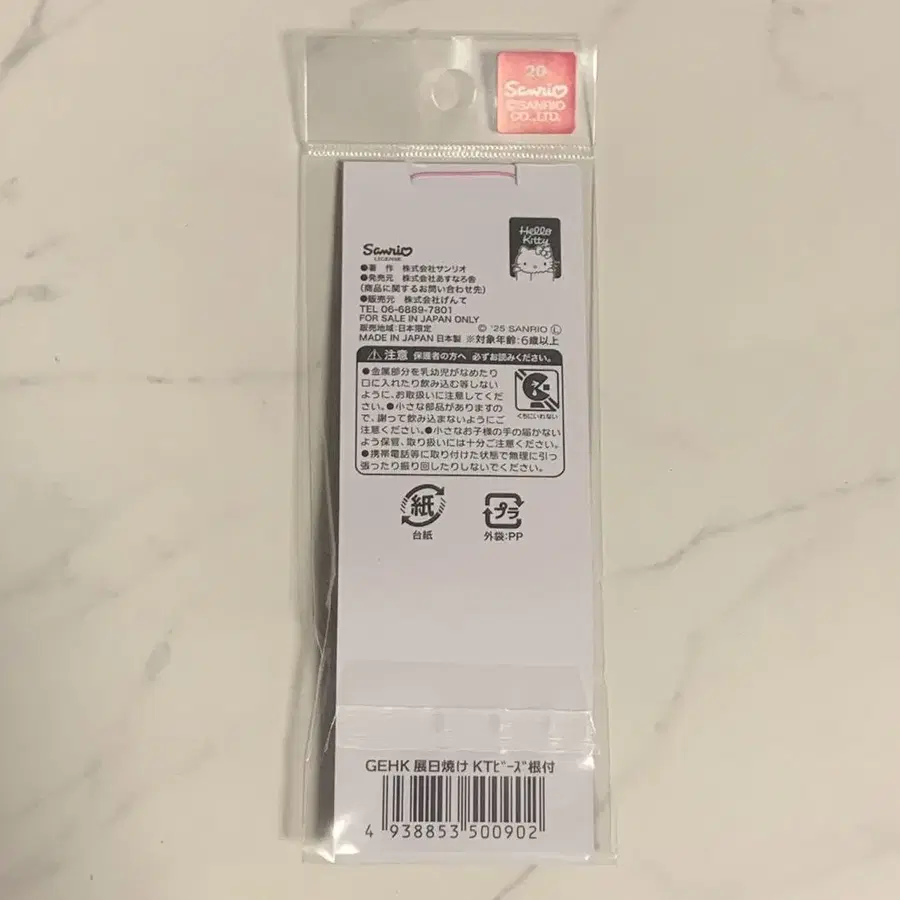 20
Sanrio
©SANRIO
CO.,LTD.
Hello
Kitty
Sanrio
LICENSE
●著 作 株式会社サンリオ
●発売元 株式会社あすなろ舎
(商品に関するお問い合わせ先)
●販売元 株式会社げんて
TEL 06-6889-7801
FOR SALE IN JAPAN ONLY
販売地域:日本限定 © '25 SANRIO Ⓛ
MADE IN JAPAN 日本製 ※対象年齢:6歳以上
⚠注意 保護者の方へ 必ずお読みください。
●金属部分を乳幼児がなめたり
口に入れたり飲み込む等しない
ように、お取扱いに注意してくだ
さい。●小さな部品がありますの
で、謝って飲み込まないようにご
注意ください。●小さなお子様の手の届かない
よう保管、取り扱いには十分ご注意ください。
●携帯電話等に取り付けた状態で無理に引っ
張ったり振り回したりしないでください。
くちにいれない
紙
台紙
プラ
外袋:PP
GEHK 展日焼け KTﾋﾞｰｽﾞ根付
4 938853 500902